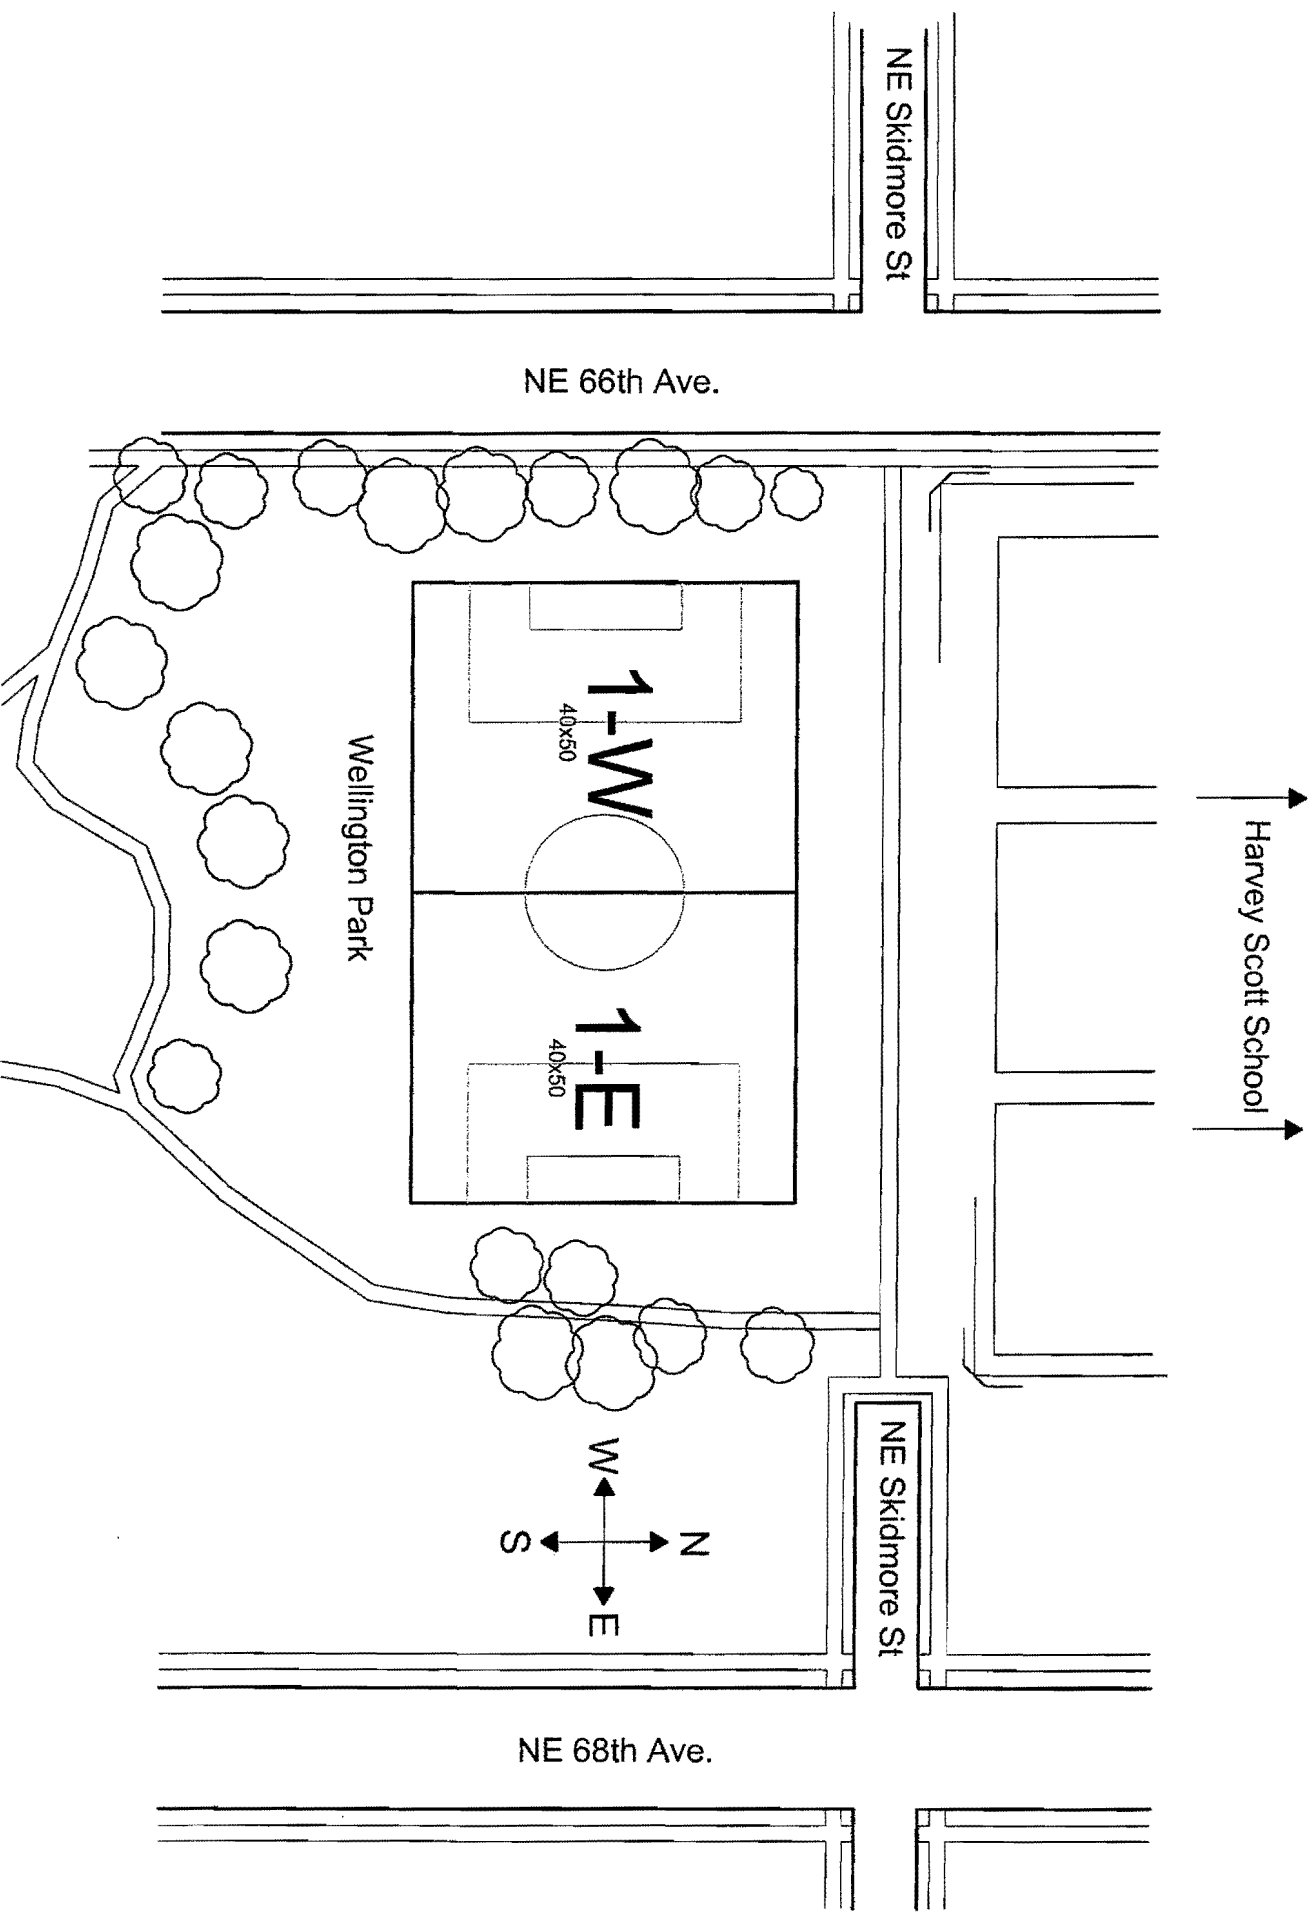 NE Skidmore St
NE 66th Ave.
Harvey Scott School
1-W
40x50
Wellington Park
1-E
40x50
W
N
S
E
NE Skidmore St
NE 68th Ave.